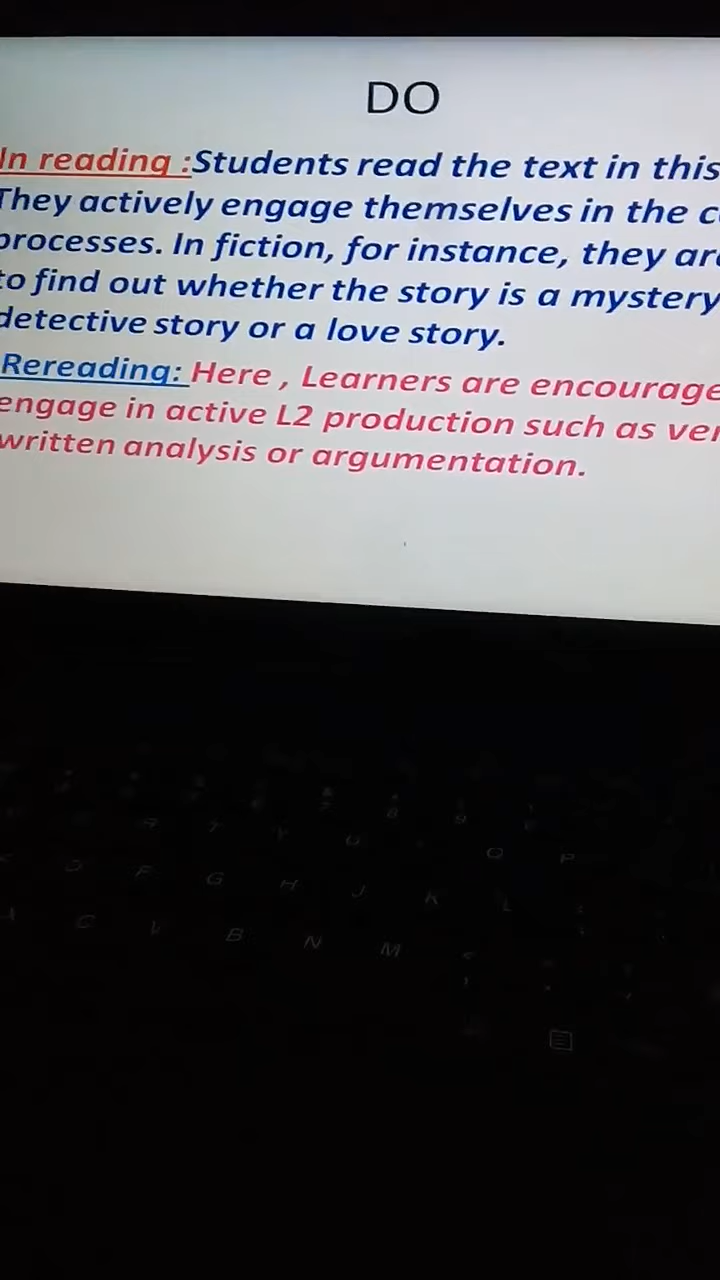 DO
In reading :Students read the text in this
They actively engage themselves in the
processes. In fiction, for instance, they
to find out whether the story is a mystery
detective story or a love story.
Rereading: Here , Learners are
engage in active L2 production such as
written analysis or argumentation.
G H J K L
C V B N M